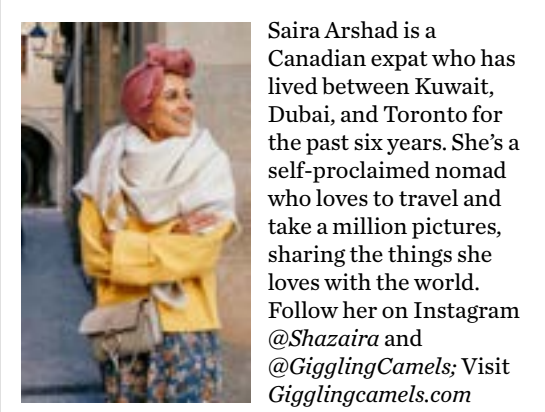 Saira Arshad is a
Canadian expat who has
lived between Kuwait,
Dubai, and Toronto for
the past six years. She’s a
self-proclaimed nomad
who loves to travel and
take a million pictures,
sharing the things she
loves with the world.
Follow her on Instagram
@Shazaira and
@GigglingCamels; Visit
Gigglingcamels.com